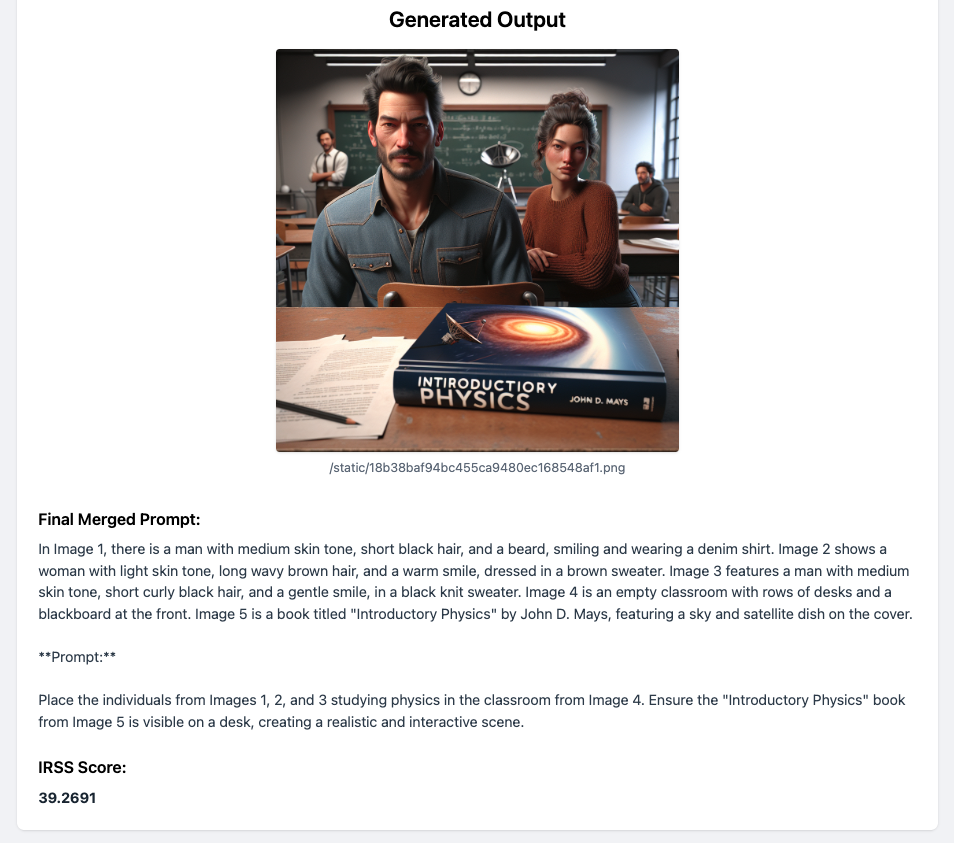 Generated Output
INTIRODUCTIORY
PHYSICS
JOHN D. MAYS
/static/18b38baf94bc455ca9480ec168548af1.png
Final Merged Prompt:
In Image 1, there is a man with medium skin tone, short black hair, and a beard, smiling and wearing a denim shirt. Image 2 shows a
woman with light skin tone, long wavy brown hair, and a warm smile, dressed in a brown sweater. Image 3 features a man with medium
skin tone, short curly black hair, and a gentle smile, in a black knit sweater. Image 4 is an empty classroom with rows of desks and a
blackboard at the front. Image 5 is a book titled "Introductory Physics" by John D. Mays, featuring a sky and satellite dish on the cover.
**Prompt:**
Place the individuals from Images 1, 2, and 3 studying physics in the classroom from Image 4. Ensure the "Introductory Physics" book
from Image 5 is visible on a desk, creating a realistic and interactive scene.
IRSS Score:
39.2691